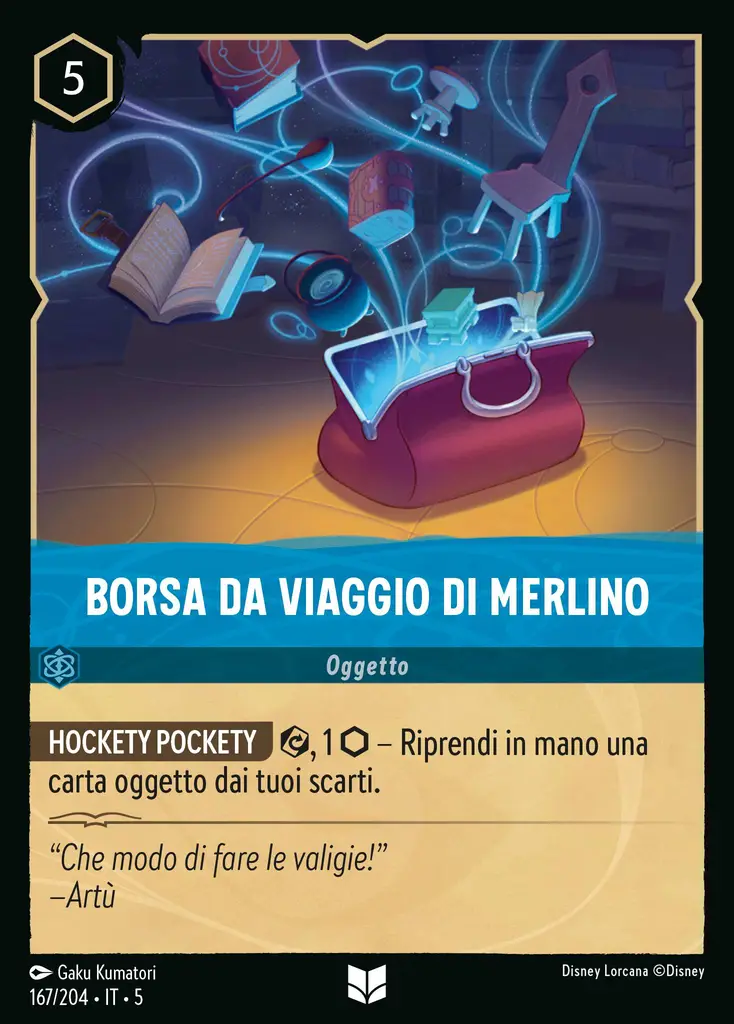 5
BORSA DA VIAGGIO DI MERLINO
Oggetto
HOCKETY POCKETY , 1 – Riprendi in mano una
carta oggetto dai tuoi scarti.
“Che modo di fare le valigie!”
–Artù
Gaku Kumatori
Disney Lorcana ©Disney
167/204 • IT • 5